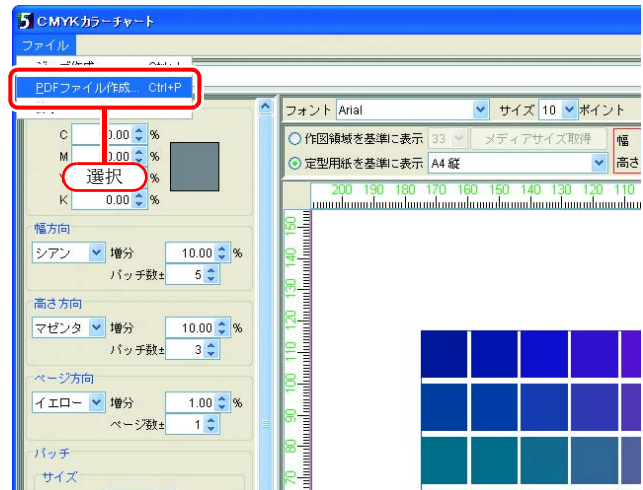 5 CMYKカラーチャート
ファイル
PDFファイル作成... Ctrl+P
選択
C 0.00 %
M 0.00 %
%
K 0.00 %
幅方向
シアン 増分 10.00 %
パッチ数± 5
高さ方向
マゼンタ 増分 10.00 %
パッチ数± 3
ページ方向
イエロー 増分 1.00 %
ページ数± 1
パッチ
サイズ
フォント Arial サイズ 10 ポイント
作図領域を基準に表示 33 メディアサイズ取得 幅
定型用紙を基準に表示 A4 縦 高さ
200 190 180 170 160 150 140 130 120 110
150
140
130
120
110
100
90
80
70